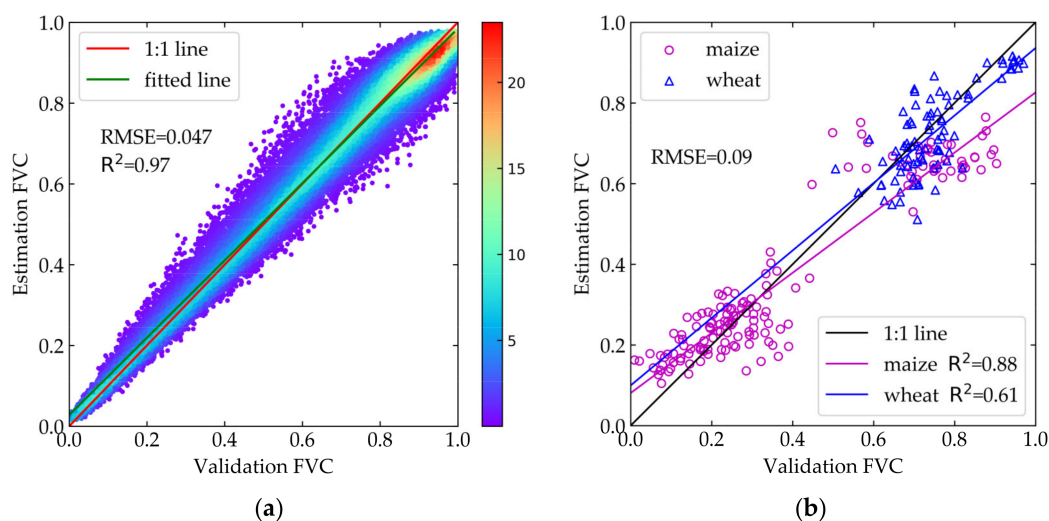 1:1 line
fitted line
RMSE=0.047
R²=0.97
Estimation FVC
1.0
0.8
0.6
0.4
0.2
0.0
0.0 0.2 0.4 0.6 0.8 1.0
Validation FVC
20
15
10
5
(a)
maize
wheat
RMSE=0.09
Estimation FVC
1.0
0.8
0.6
0.4
0.2
0.0
1:1 line
maize R²=0.88
wheat R²=0.61
0.0 0.2 0.4 0.6 0.8 1.0
Validation FVC
(b)